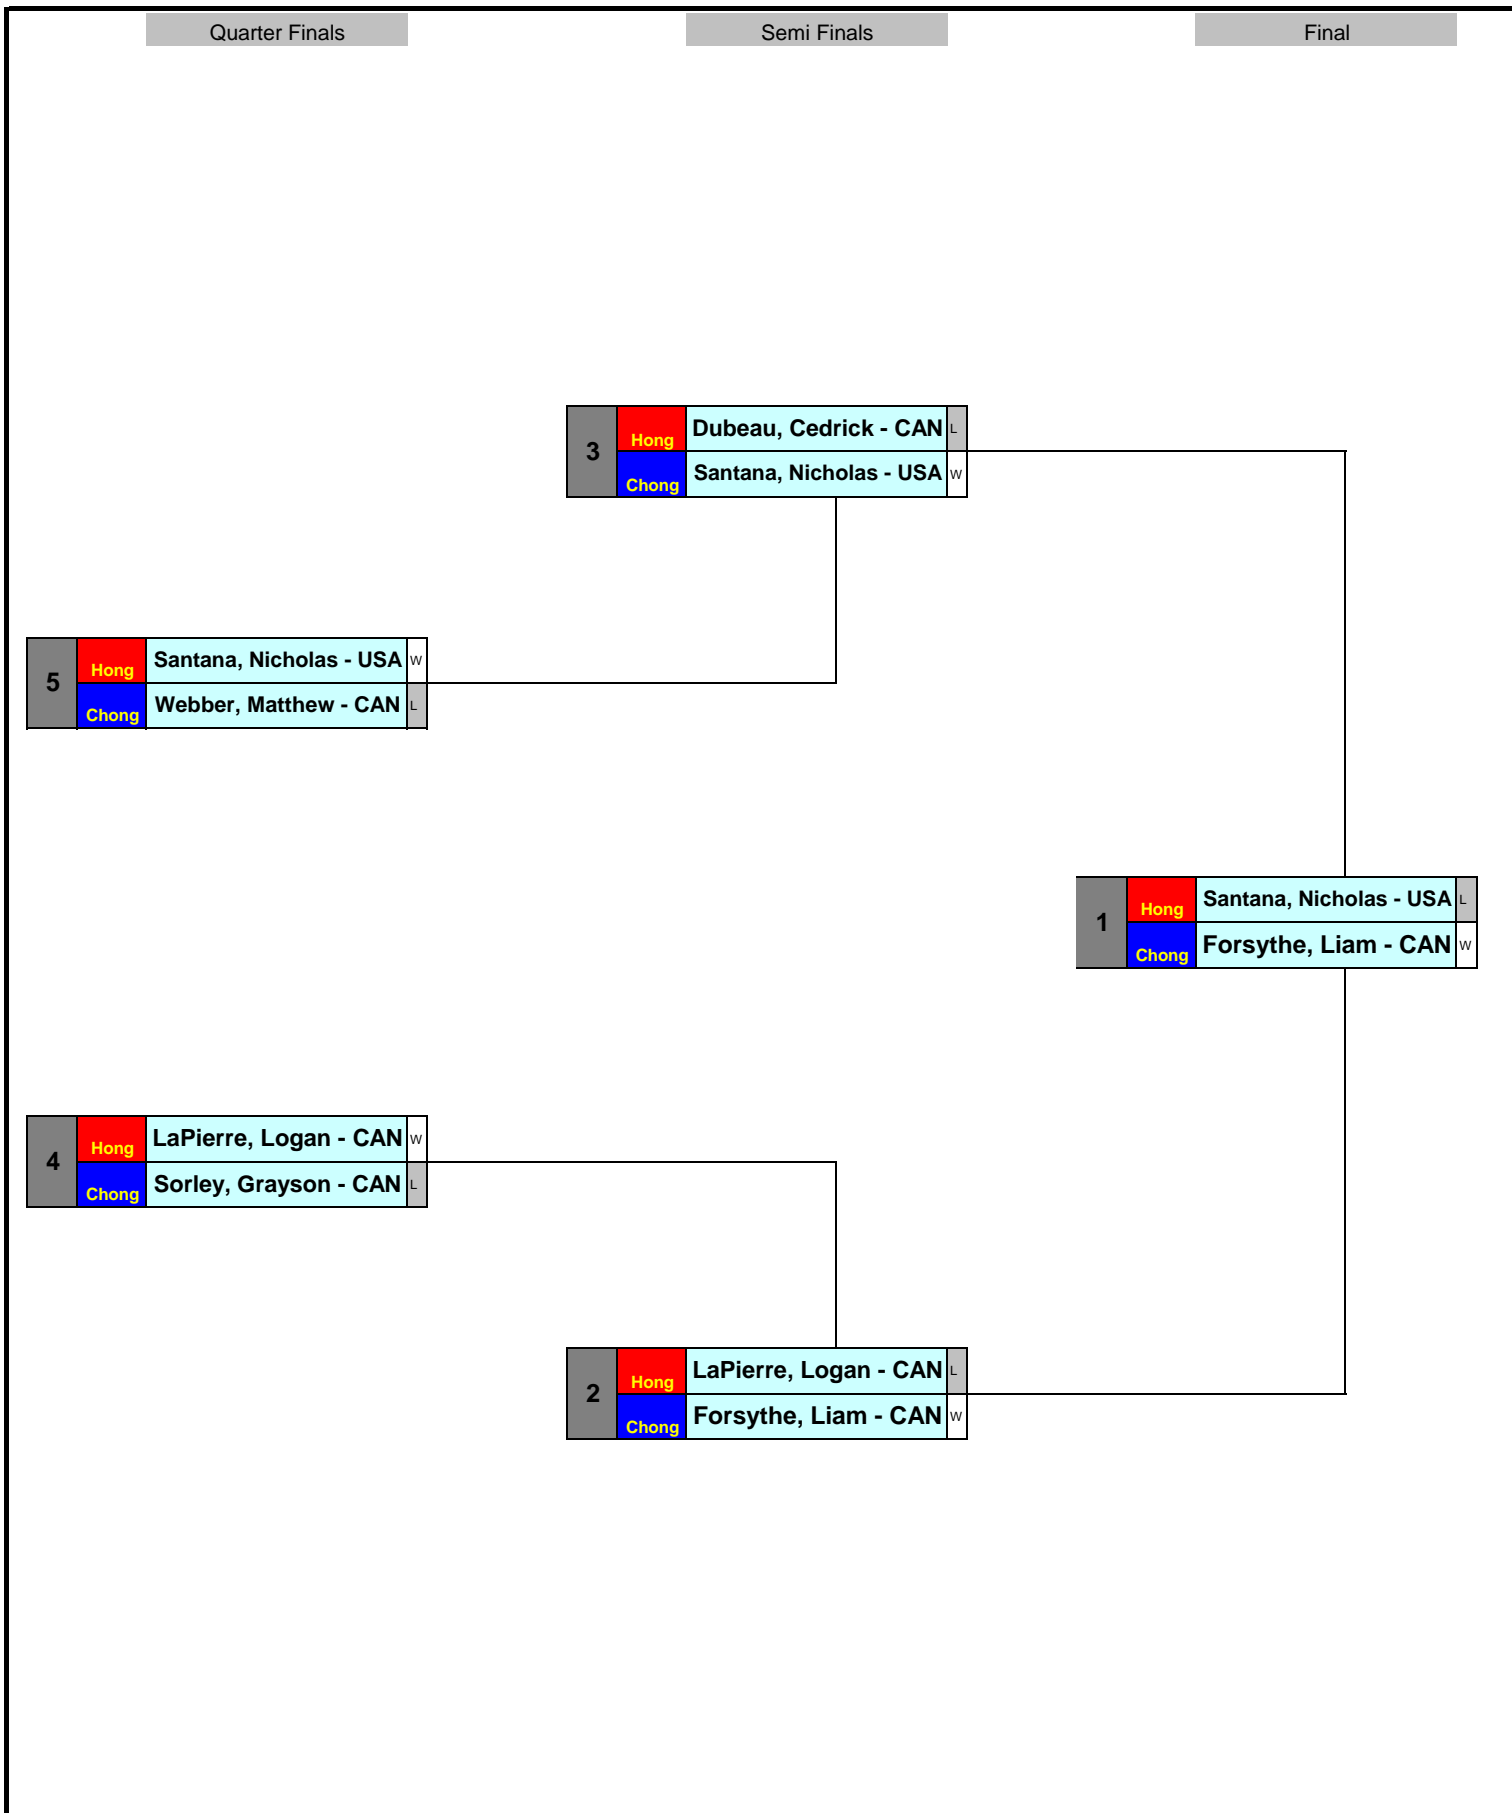 Quarter Finals
Semi Finals
Final
3
Hong
Dubeau, Cedrick - CAN
L
Chong
Santana, Nicholas - USA
W
5
Hong
Santana, Nicholas - USA
W
Chong
Webber, Matthew - CAN
L
1
Hong
Santana, Nicholas - USA
L
Chong
Forsythe, Liam - CAN
W
4
Hong
LaPierre, Logan - CAN
W
Chong
Sorley, Grayson - CAN
L
2
Hong
LaPierre, Logan - CAN
L
Chong
Forsythe, Liam - CAN
W